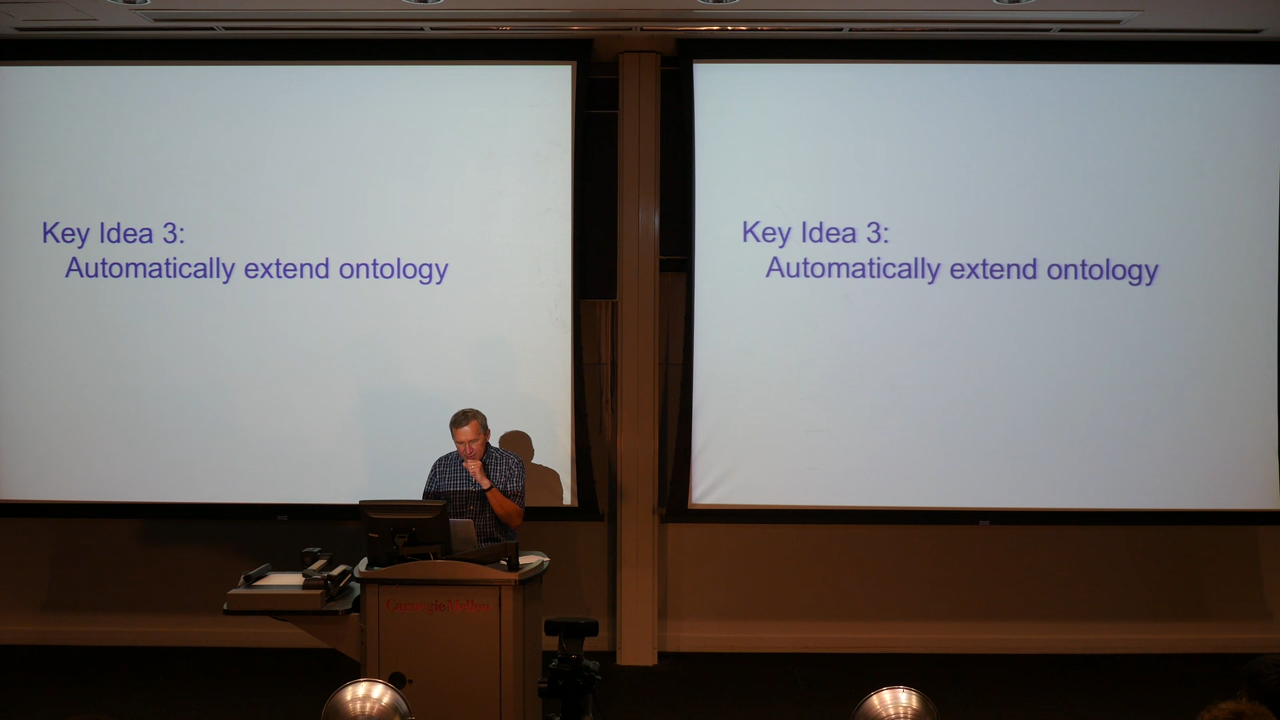 Key Idea 3:
Automatically extend ontology
Key Idea 3:
Automatically extend ontology
Carnegie Mellon